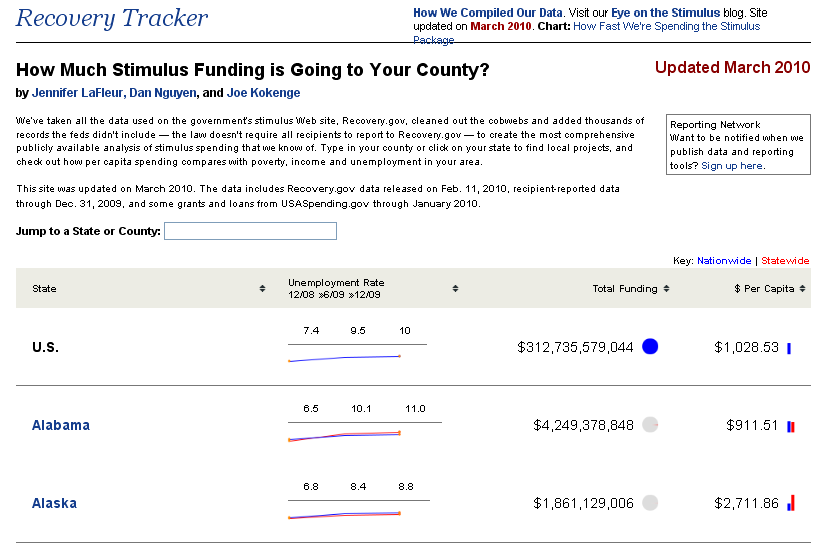 Recovery Tracker
How We Compiled Our Data. Visit our Eye on the Stimulus blog. Site
updated on March 2010. Chart: How Fast We're Spending the Stimulus
Package
How Much Stimulus Funding is Going to Your County?
Updated March 2010
by Jennifer LaFleur, Dan Nguyen, and Joe Kokenge
We've taken all the data used on the government's stimulus Web site, Recovery.gov, cleaned out the cobwebs and added thousands of
records the feds didn't include — the law doesn't require all recipients to report to Recovery.gov — to create the most comprehensive
publicly available analysis of stimulus spending that we know of. Type in your county or click on your state to find local projects, and
check out how per capita spending compares with poverty, income and unemployment in your area.
Reporting Network
Want to be notified when we
publish data and reporting
tools? Sign up here.
This site was updated on March 2010. The data includes Recovery.gov data released on Feb. 11, 2010, recipient-reported data
through Dec. 31, 2009, and some grants and loans from USASpending.gov through January 2010.
Jump to a State or County:
Key: Nationwide | Statewide
State
Unemployment Rate
12/08 »6/09 »12/09
Total Funding
$ Per Capita
7.4 9.5 10
U.S. $312,735,579,044 $1,028.53
6.5 10.1 11.0
Alabama $4,249,378,848 $911.51
6.8 8.4 8.8
Alaska $1,861,129,006 $2,711.86